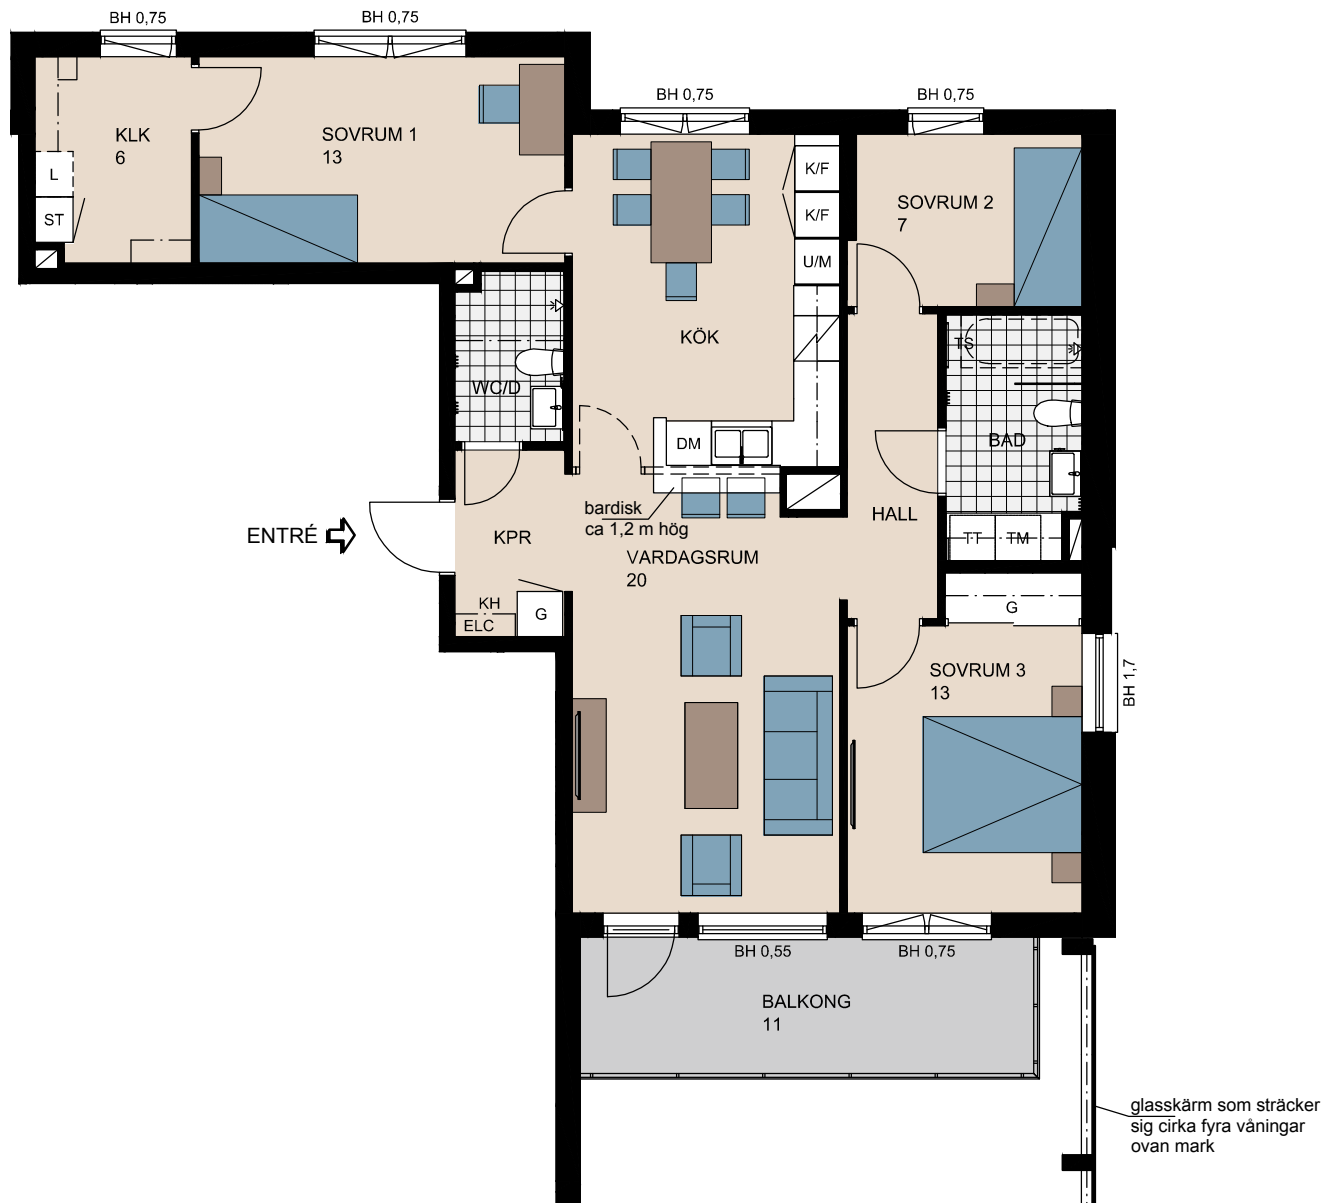 BH 0,75
BH 0,75
BH 0,75
BH 0,75
KLK
6
SOVRUM 1
13
L
ST
K/F
K/F
U/M
SOVRUM 2
7
KÖK
TS
WC/D
DM
BAD
bardisk
ca 1,2 m hög
HALL
ENTRÉ
KPR
TT
TM
VARDAGSRUM
20
KH
ELC
G
G
SOVRUM 3
13
BH 1,7
BH 0,55
BH 0,75
BALKONG
11
glasskärm som sträcker
sig cirka fyra våningar
ovan mark